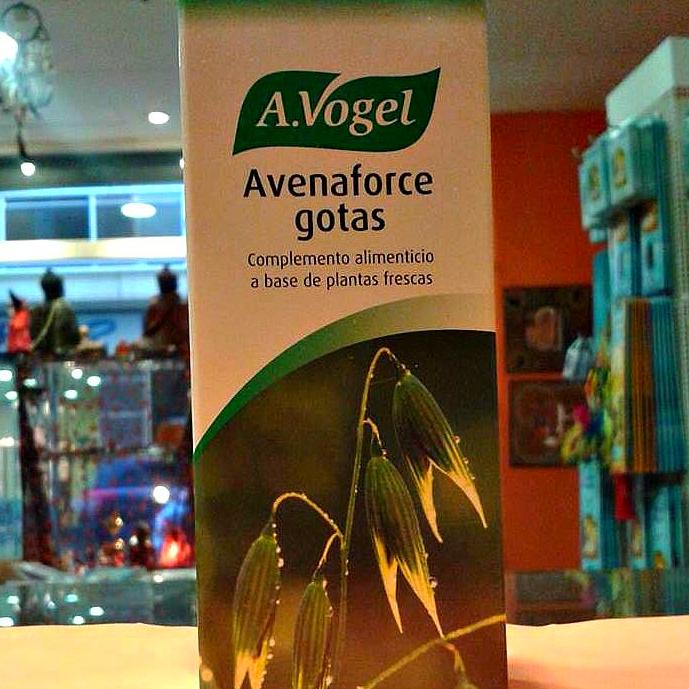 A.Vogel
Avenaforce
gotas
Complemento alimenticio
a base de plantas frescas